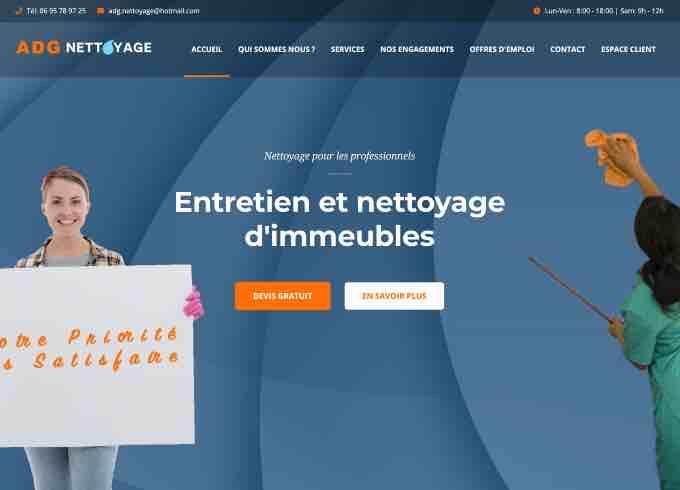 Tél: 06 95 78 97 25 adg.nettoyage@hotmail.com Lun-Ven : 8:00 - 18:00 | Sam: 9h - 12h
ADG NETTOYAGE ACCUEIL QUI SOMMES NOUS ? SERVICES NOS ENGAGEMENTS OFFRES D'EMPLOI CONTACT ESPACE CLIENT
Nettoyage pour les professionnels
Entretien et nettoyage
d'immeubles
DEVIS GRATUIT EN SAVOIR PLUS
otre Priorité
s Satisfaire